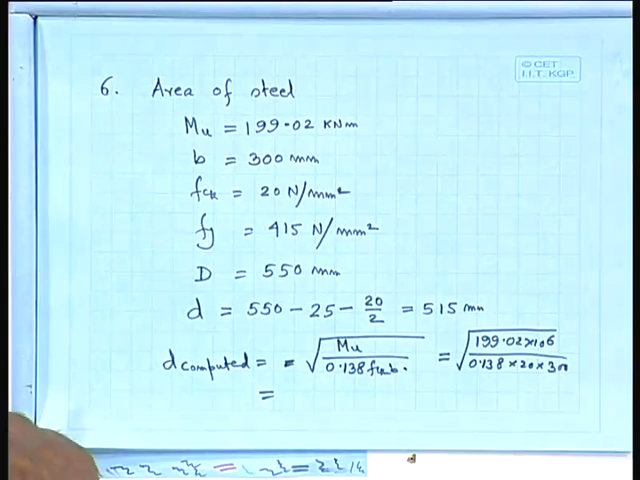 © CET
I.I.T. KGP
6. Area of steel
Mu = 199.02 KNm
b = 300 mm
fck = 20 N/mm²
fy = 415 N/mm²
D = 550 mm
d = 550 - 25 - 20/2 = 515 mm
dcomputed = = √(Mu / 0.138 fck b.) = √(199.02×10⁶ / 0.138×20×300)
=